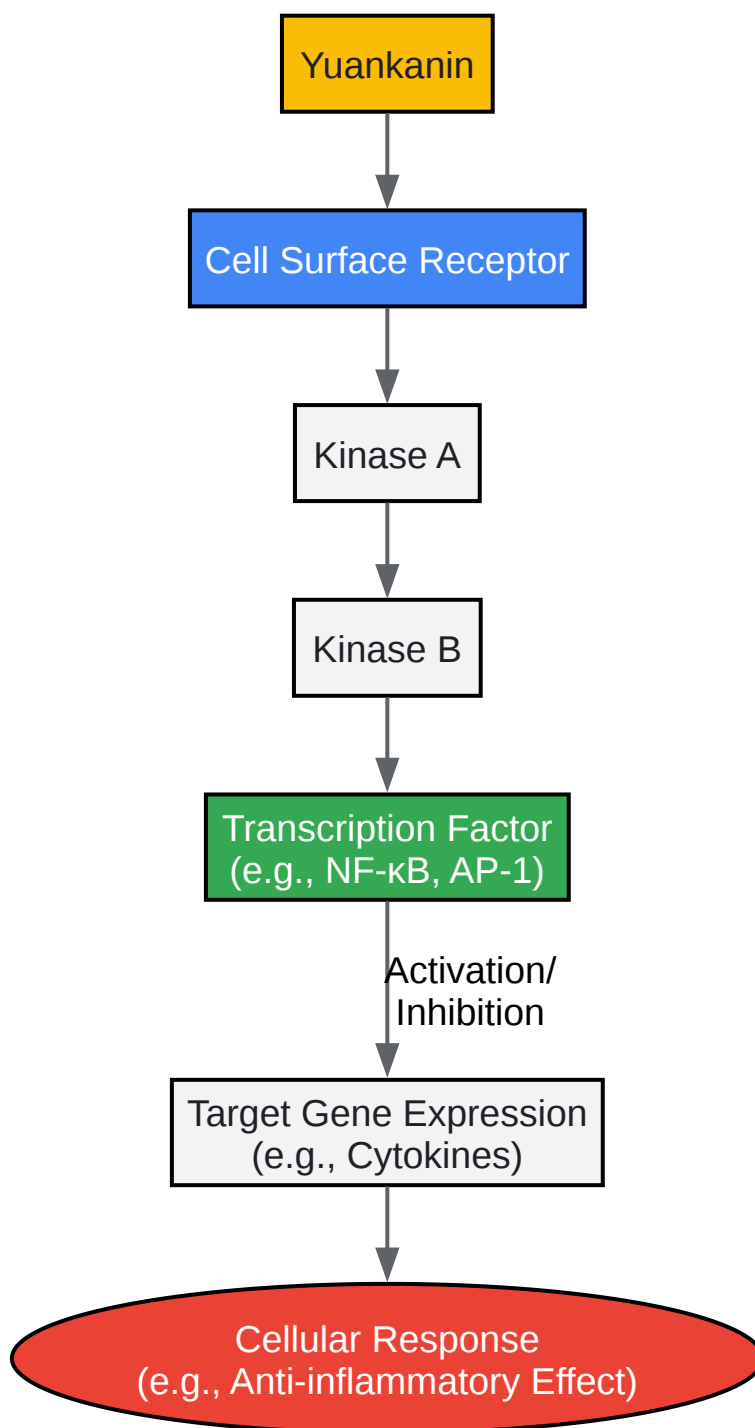 Yuankanin
Cell Surface Receptor
Kinase A
Kinase B
Transcription Factor
(e.g., NF-κB, AP-1)
Activation/
Inhibition
Target Gene Expression
(e.g., Cytokines)
Cellular Response
(e.g., Anti-inflammatory Effect)